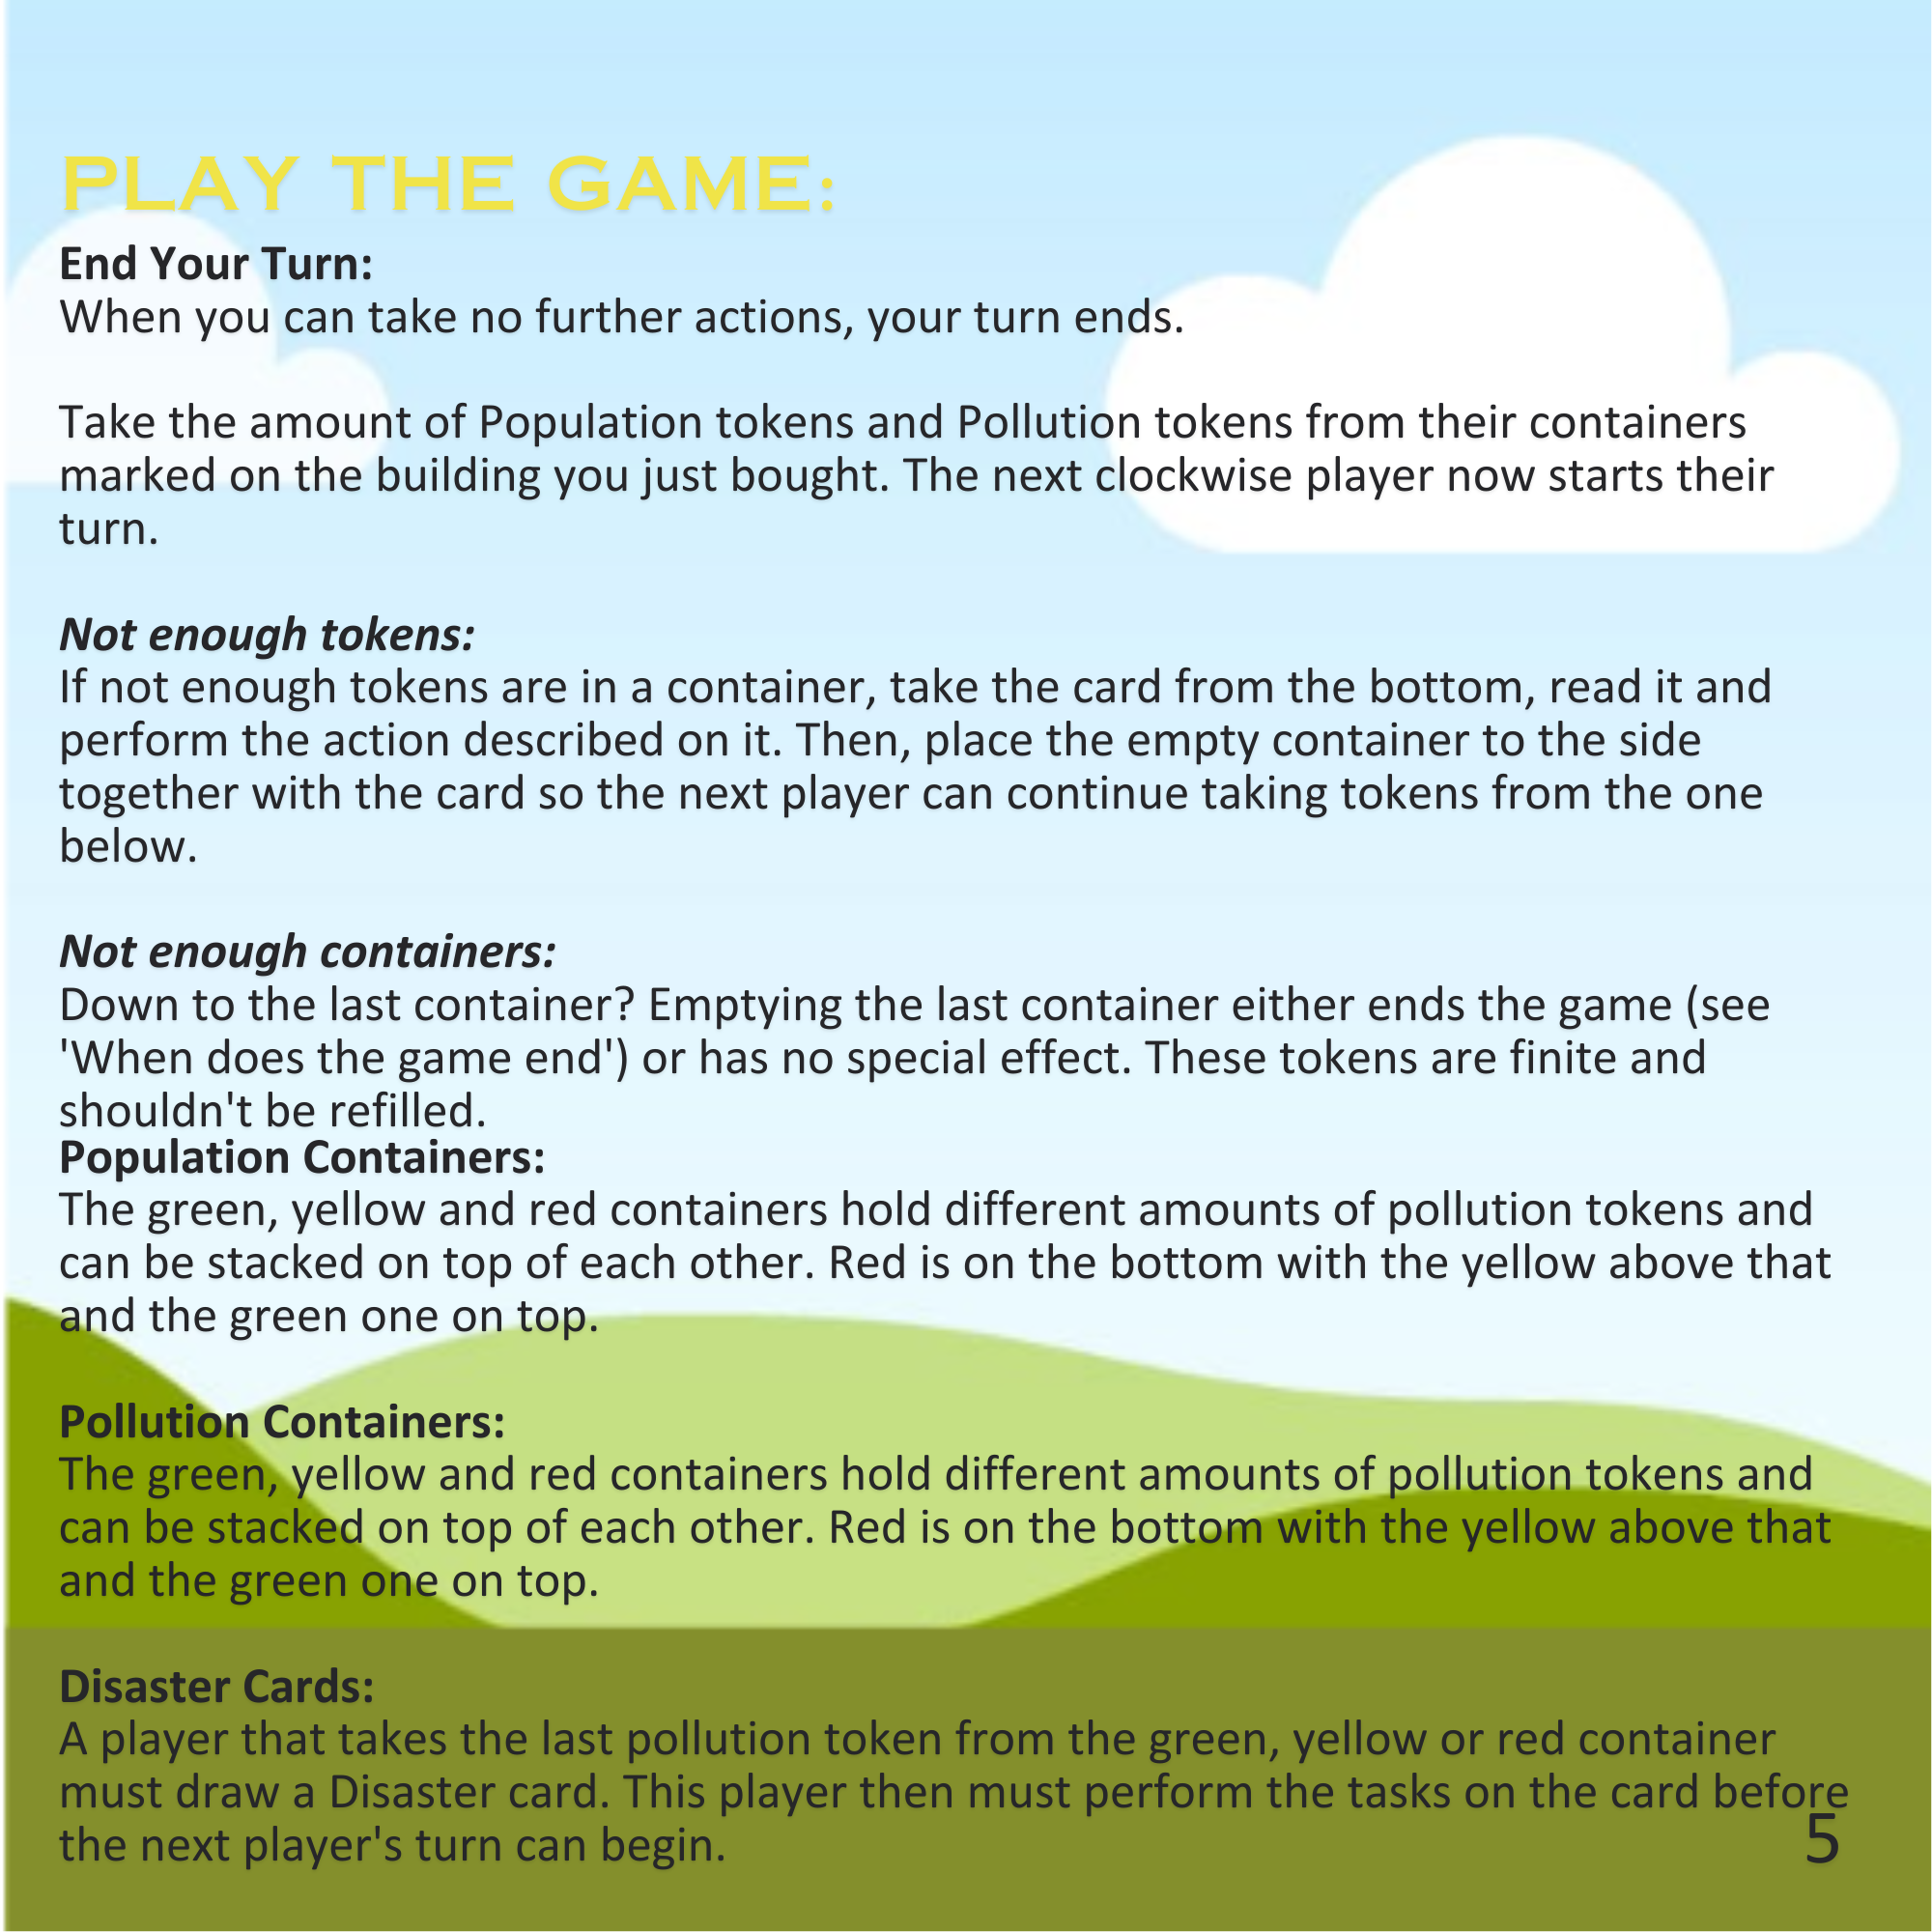 PLAY THE GAME:
End Your Turn:
When you can take no further actions, your turn ends.
Take the amount of Population tokens and Pollution tokens from their containers
marked on the building you just bought. The next clockwise player now starts their
turn.
Not enough tokens:
If not enough tokens are in a container, take the card from the bottom, read it and
perform the action described on it. Then, place the empty container to the side
together with the card so the next player can continue taking tokens from the one
below.
Not enough containers:
Down to the last container? Emptying the last container either ends the game (see
'When does the game end') or has no special effect. These tokens are finite and
shouldn't be refilled.
Population Containers:
The green, yellow and red containers hold different amounts of pollution tokens and
can be stacked on top of each other. Red is on the bottom with the yellow above that
and the green one on top.
Pollution Containers:
The green, yellow and red containers hold different amounts of pollution tokens and
can be stacked on top of each other. Red is on the bottom with the yellow above that
and the green one on top.
Disaster Cards:
A player that takes the last pollution token from the green, yellow or red container
must draw a Disaster card. This player then must perform the tasks on the card before
the next player's turn can begin.
5